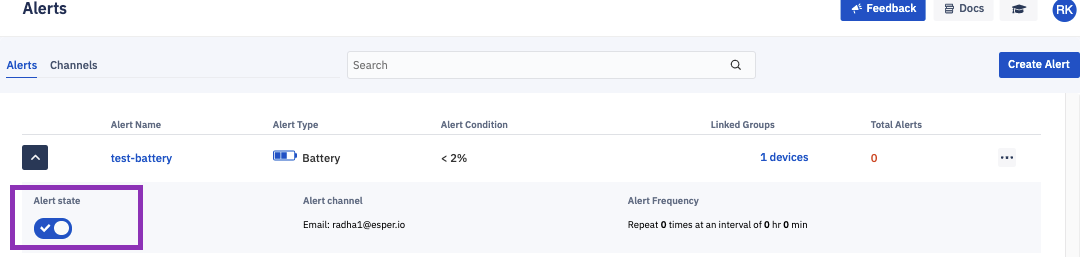 Alerts
Feedback
Docs
RK
Alerts Channels
Search
Create Alert
Alert Name Alert Type Alert Condition Linked Groups Total Alerts
test-battery Battery < 2% 1 devices 0
Alert state Alert channel Alert Frequency
Email: radha1@esper.io Repeat 0 times at an interval of 0 hr 0 min